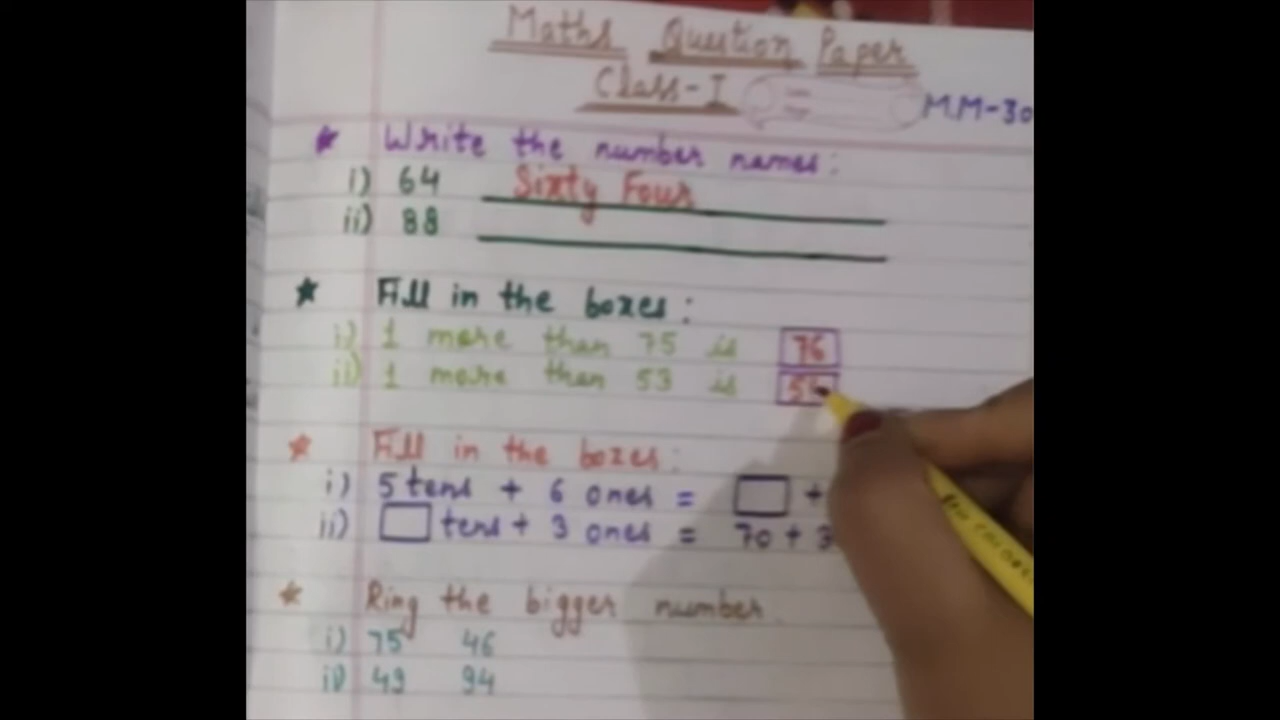 Maths Question Paper
Class-I
M.M-30
★ Write the number names:
i) 64 Sixty Four
ii) 88
★ Fill in the boxes:
i) 1 more than 75 is 76
ii) 1 more than 53 is 54
★ Fill in the boxes:
i) 5 tens + 6 ones = □ +
ii) □ tens + 3 ones = 70 + 3
★ Ring the bigger number.
i) 75 46
ii) 49 94